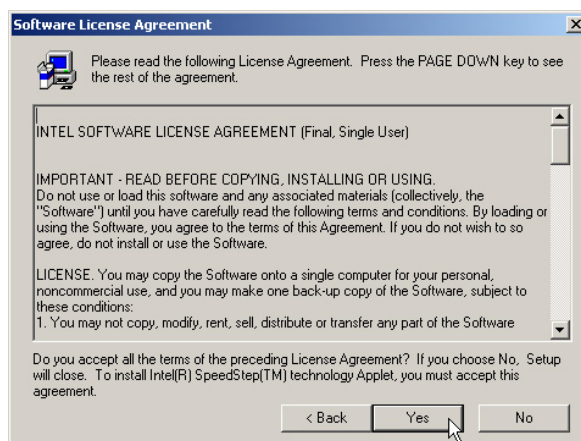 Software License Agreement
Please read the following License Agreement. Press the PAGE DOWN key to see
the rest of the agreement.
INTEL SOFTWARE LICENSE AGREEMENT (Final, Single User)
IMPORTANT - READ BEFORE COPYING, INSTALLING OR USING.
Do not use or load this software and any associated materials (collectively, the
"Software") until you have carefully read the following terms and conditions. By loading or
using the Software, you agree to the terms of this Agreement. If you do not wish to so
agree, do not install or use the Software.
LICENSE. You may copy the Software onto a single computer for your personal,
noncommercial use, and you may make one back-up copy of the Software, subject to
these conditions:
1. You may not copy, modify, rent, sell, distribute or transfer any part of the Software
Do you accept all the terms of the preceding License Agreement? If you choose No, Setup
will close. To install Intel(R) SpeedStep(TM) technology Applet, you must accept this
agreement.
< Back Yes No